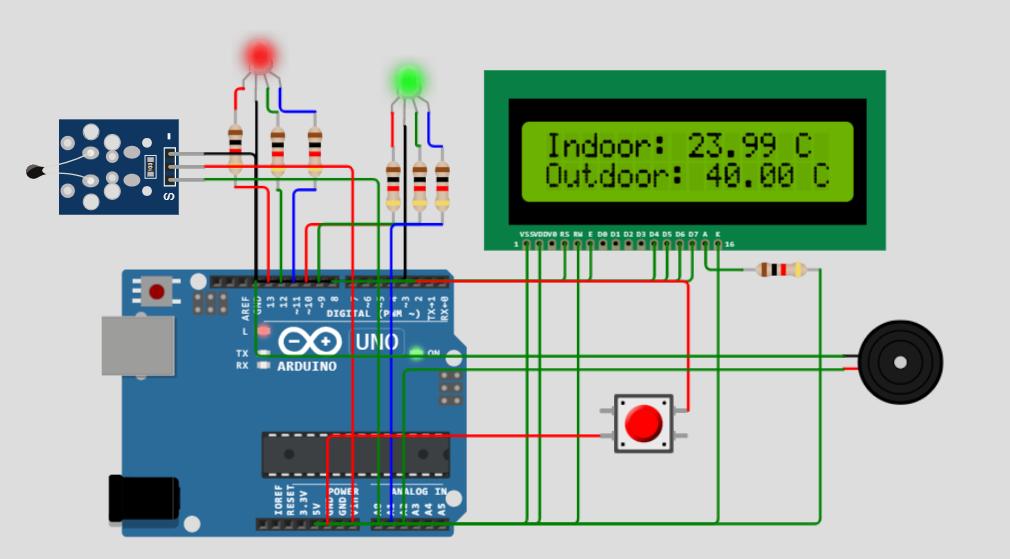 Indoor: 23.99 C
Outdoor: 40.00 C
VSS VDD V0 RS RW E D0 D1 D2 D3 D4 D5 D6 D7 A K
1 16
- S
AREF GND 13 12 ~11 ~10 ~9 8 7 ~6 ~5 4 ~3 2 TX→1 RX←0
DIGITAL (PWM ~)
L
UNO
TX ON
RX ARDUINO
POWER ANALOG IN
IOREF RESET 3.3V 5V GND GND Vin A0 A1 A2 A3 A4 A5